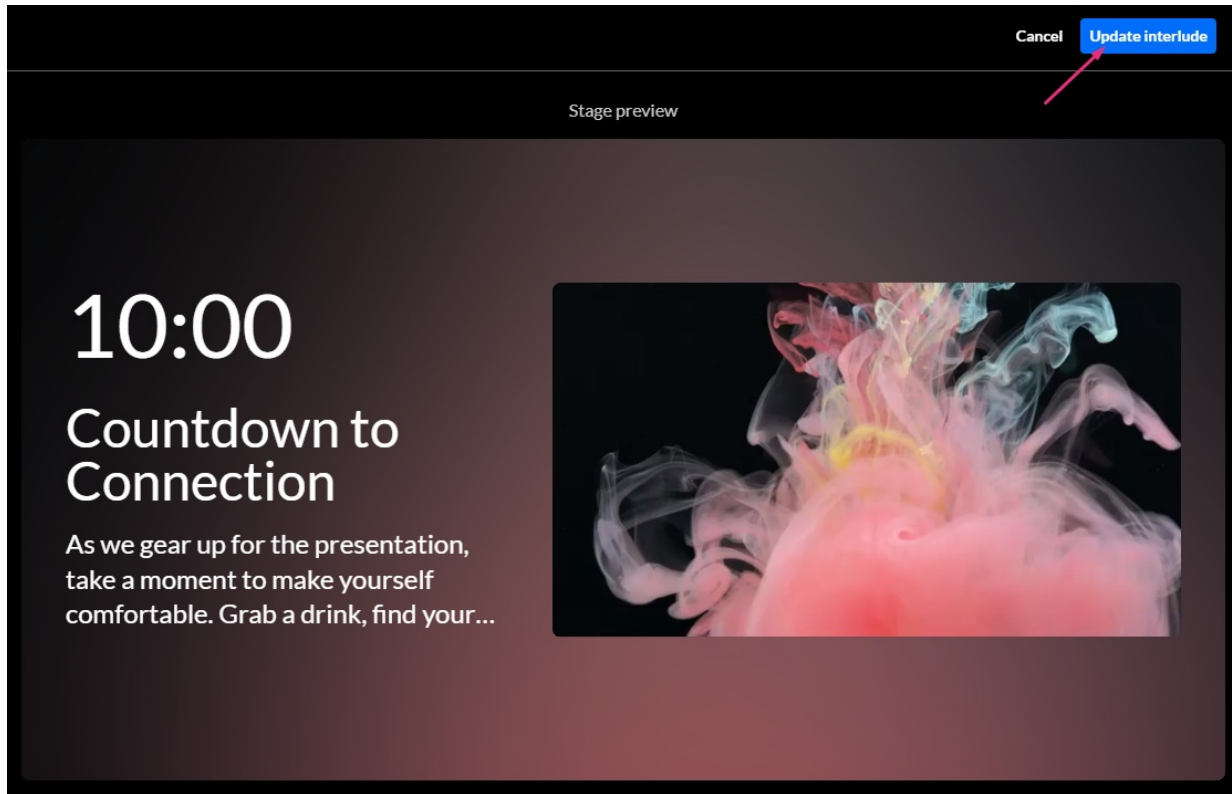 Cancel Update interlude
Stage preview
10:00
Countdown to
Connection
As we gear up for the presentation,
take a moment to make yourself
comfortable. Grab a drink, find your...